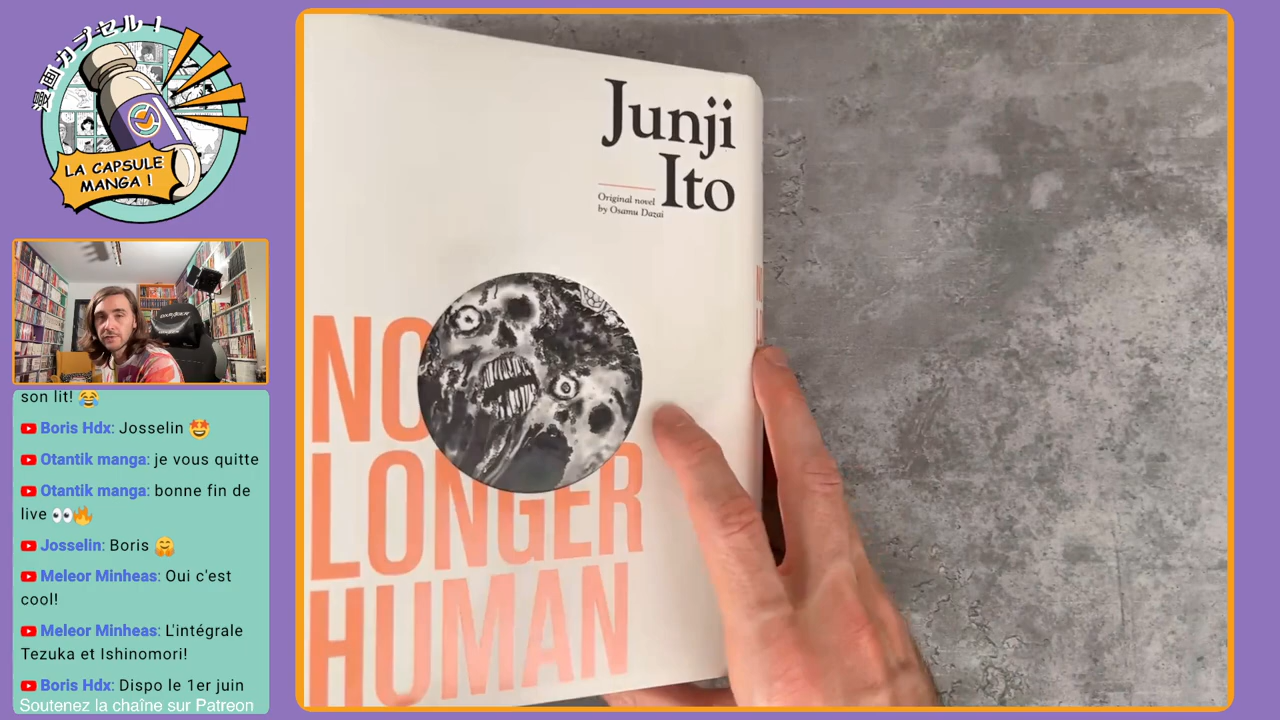 漫画カプセル！
LA CAPSULE
MANGA !
son lit! 😂
Boris Hdx: Josselin 🤩
Otantik manga: je vous quitte
Otantik manga: bonne fin de
live 👀🔥
Josselin: Boris 🤗
Meleor Minheas: Oui c'est
cool!
Meleor Minheas: L'intégrale
Tezuka et Ishinomori!
Boris Hdx: Dispo le 1er juin
Soutenez la chaîne sur Patreon
Junji
Ito
Original novel
by Osamu Dazai
NO
LONGER
HUMAN